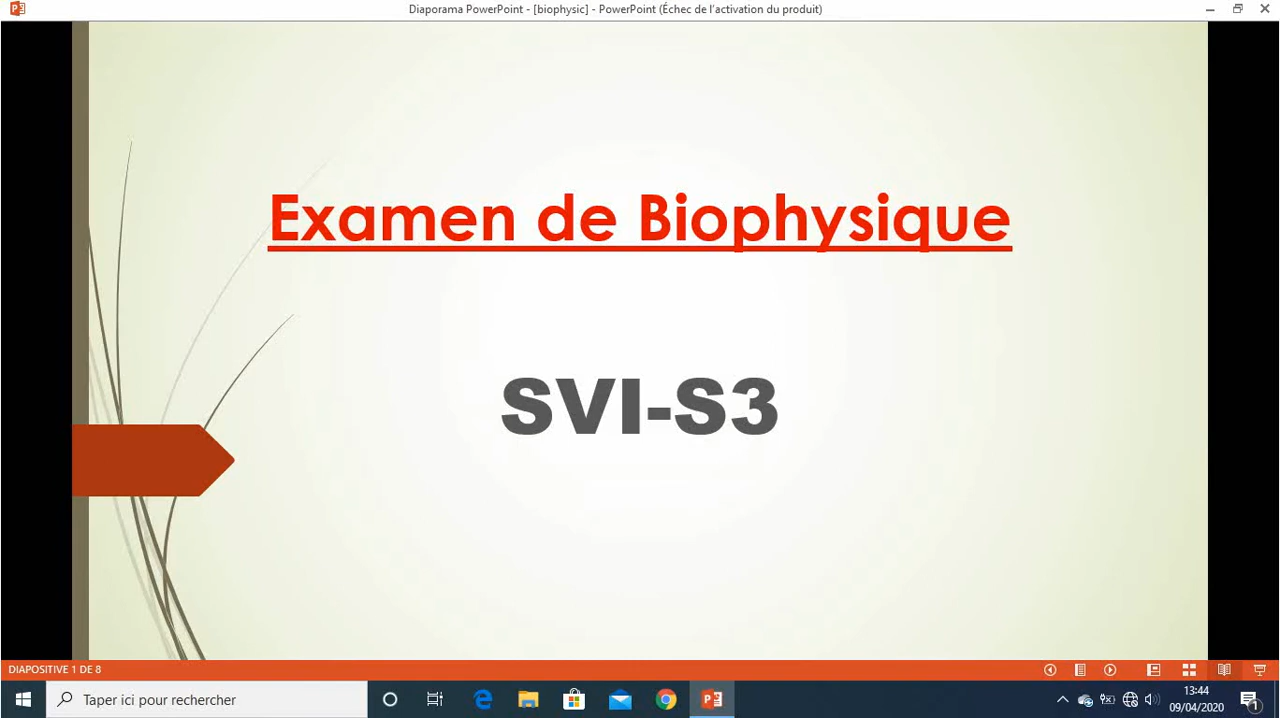 Diaporama PowerPoint - [biophysic] - PowerPoint (Échec de l'activation du produit)
Examen de Biophysique
SVI-S3
DIAPOSITIVE 1 DE 8
Taper ici pour rechercher
13:44
09/04/2020
1